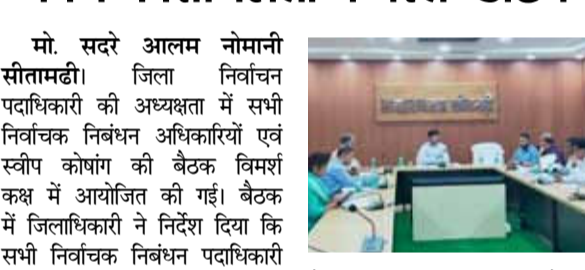 मो. सदरे आलम नोमानी
सीतामढी। जिला निर्वाचन
पदाधिकारी की अध्यक्षता में सभी
निर्वाचक निबंधन अधिकारियों एवं
स्वीप कोषांग की बैठक विमर्श
कक्ष में आयोजित की गई। बैठक
में जिलाधिकारी ने निर्देश दिया कि
सभी निर्वाचक निबंधन पदाधिकारी